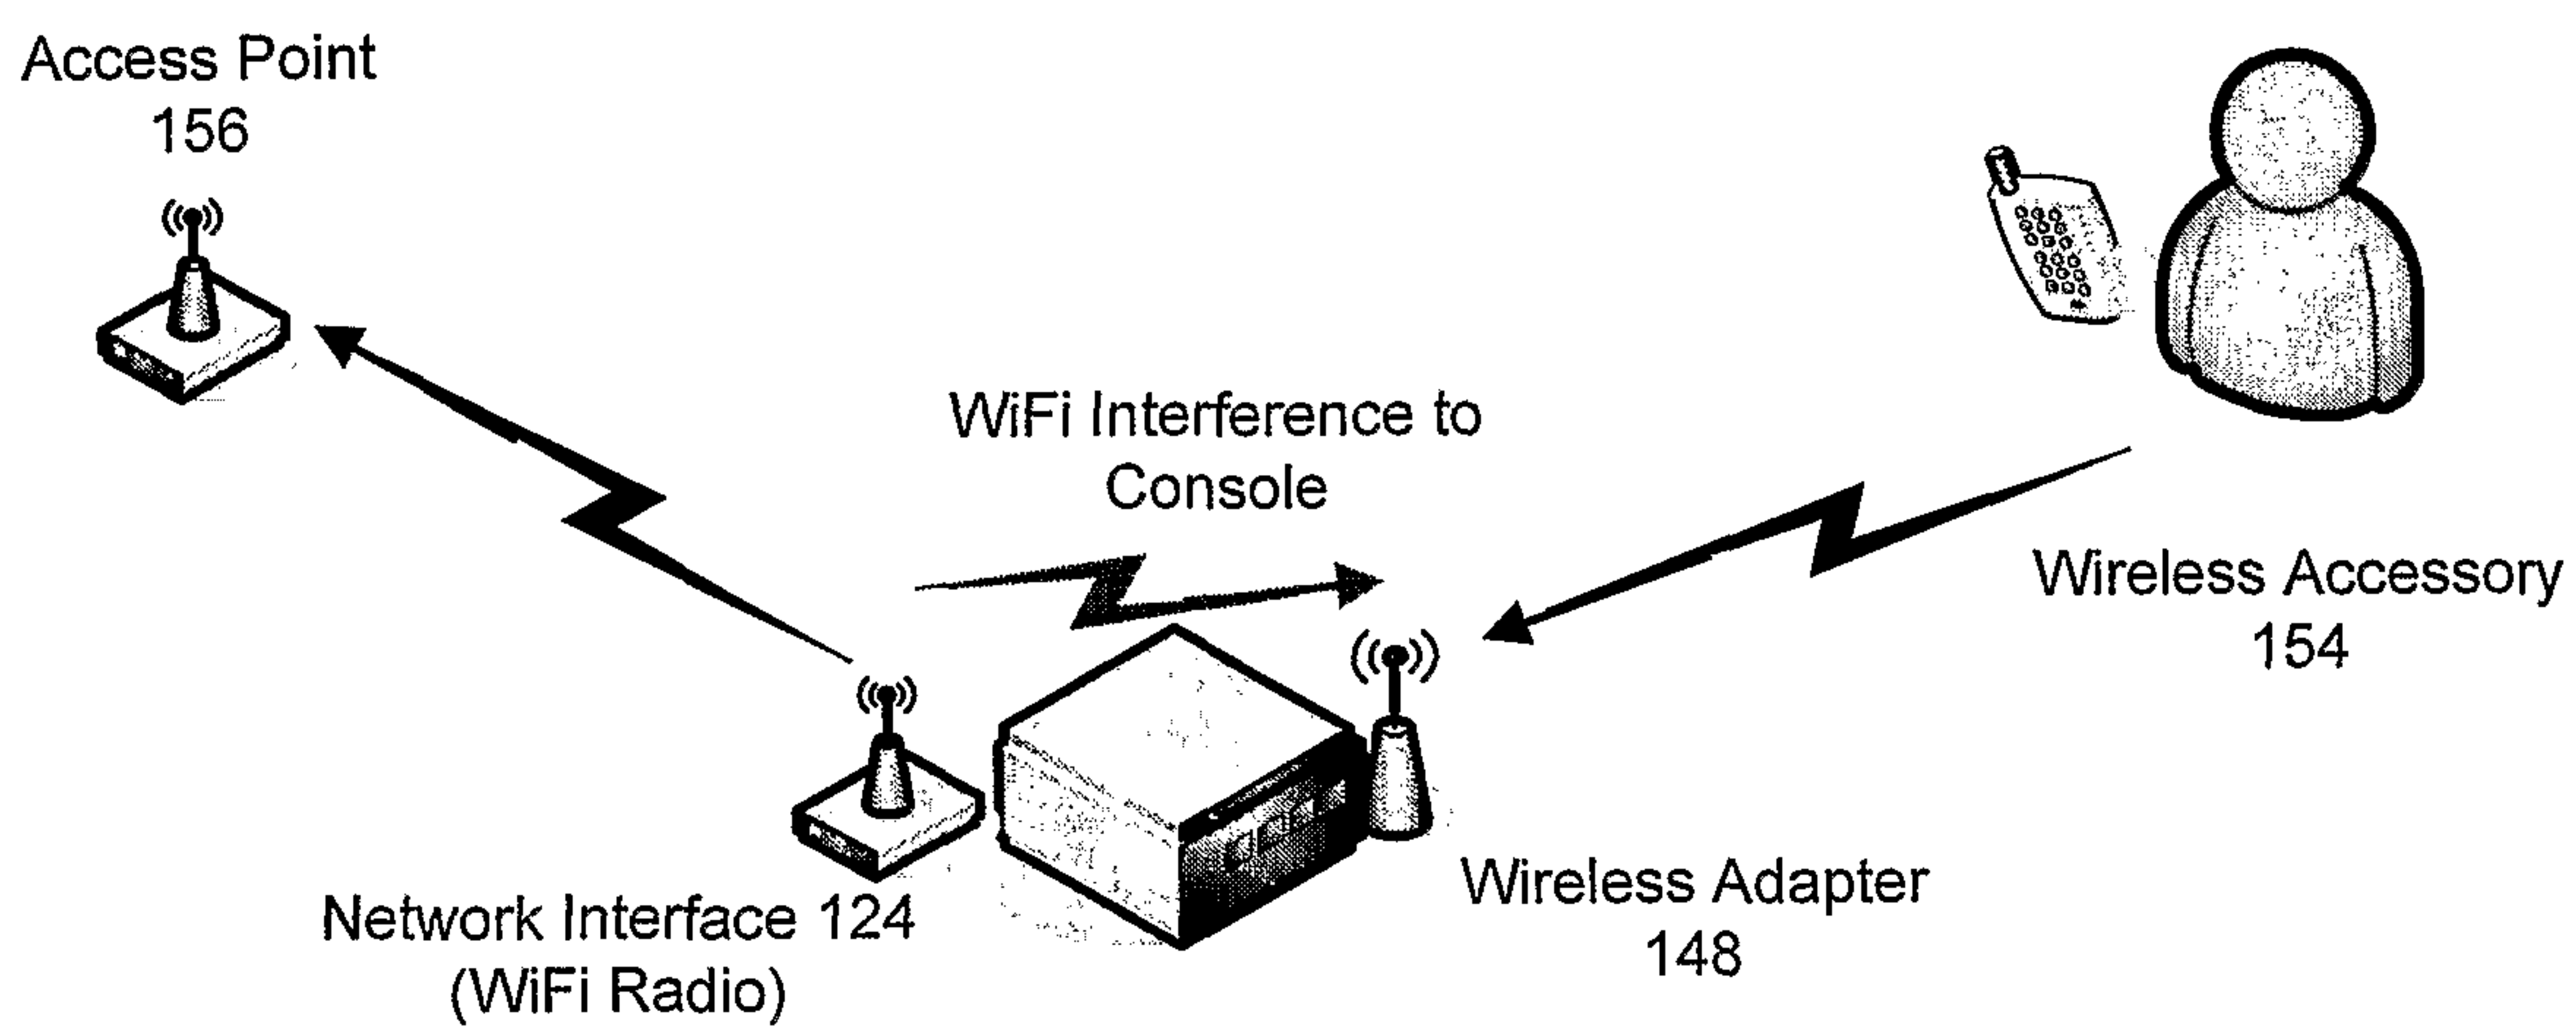 Access Point
156
WiFi Interference to
Console
Wireless Accessory
154
Network Interface 124
(WiFi Radio)
Wireless Adapter
148